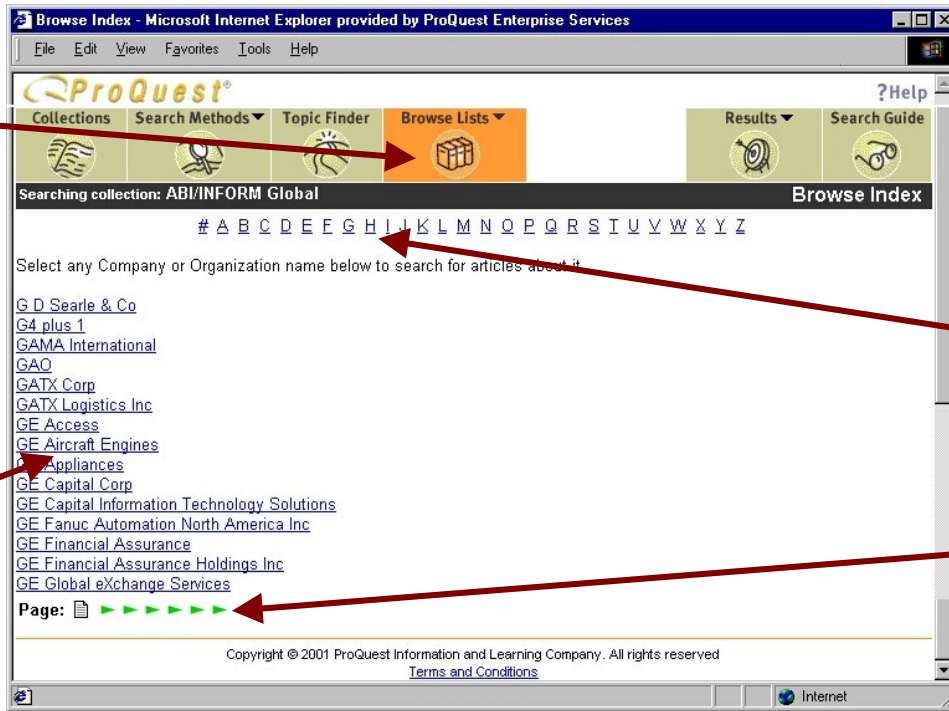 Browse Index - Microsoft Internet Explorer provided by ProQuest Enterprise Services
File Edit View Favorites Tools Help
ProQuest® ?Help
Collections Search Methods Topic Finder Browse Lists Results Search Guide
Searching collection: ABI/INFORM Global Browse Index
# A B C D E F G H I J K L M N O P Q R S T U V W X Y Z
Select any Company or Organization name below to search for articles about it
G D Searle & Co
G4 plus 1
GAMA International
GAO
GATX Corp
GATX Logistics Inc
GE Access
GE Aircraft Engines
GE Appliances
GE Capital Corp
GE Capital Information Technology Solutions
GE Fanuc Automation North America Inc
GE Financial Assurance
GE Financial Assurance Holdings Inc
GE Global eXchange Services
Page:
Copyright © 2001 ProQuest Information and Learning Company. All rights reserved
Terms and Conditions
Internet